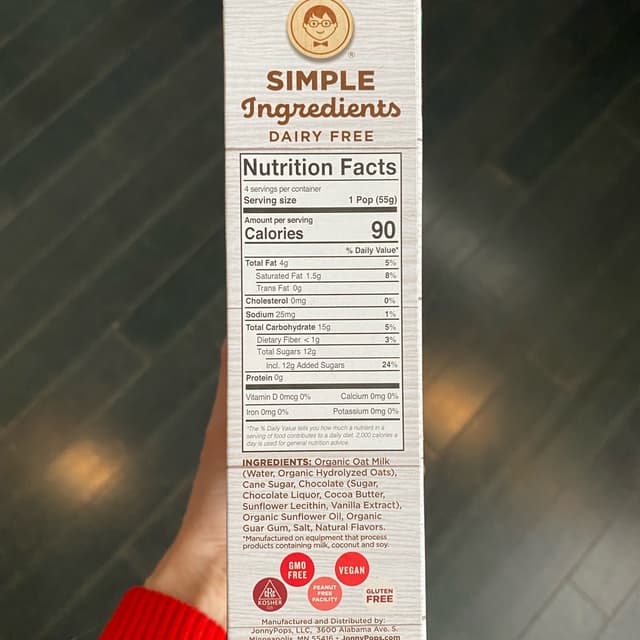 ®
SIMPLE
Ingredients
DAIRY FREE
Nutrition Facts
4 servings per container
Serving size 1 Pop (55g)
Amount per serving
Calories 90
% Daily Value*
Total Fat 4g 5%
Saturated Fat 1.5g 8%
Trans Fat 0g
Cholesterol 0mg 0%
Sodium 25mg 1%
Total Carbohydrate 15g 5%
Dietary Fiber <1g 3%
Total Sugars 12g
Incl. 12g Added Sugars 24%
Protein 0g
Vitamin D 0mcg 0% Calcium 0mg 0%
Iron 0mg 0% Potassium 0mg 0%
*The % Daily Value tells you how much a nutrient in a
serving of food contributes to a daily diet. 2,000 calories a
day is used for general nutrition advice.
INGREDIENTS: Organic Oat Milk
(Water, Organic Hydrolyzed Oats),
Cane Sugar, Chocolate (Sugar,
Chocolate Liquor, Cocoa Butter,
Sunflower Lecithin, Vanilla Extract),
Organic Sunflower Oil, Organic
Guar Gum, Salt, Natural Flavors.
*Manufactured on equipment that process
products containing milk, coconut and soy.
GMO
FREE
VEGAN
KOSHER
PEANUT
FREE
FACILITY
GLUTEN
FREE
Manufactured and Distributed by:
JonnyPops, LLC, 3600 Alabama Ave. S.
Minneapolis, MN 55416 • JonnyPops.com